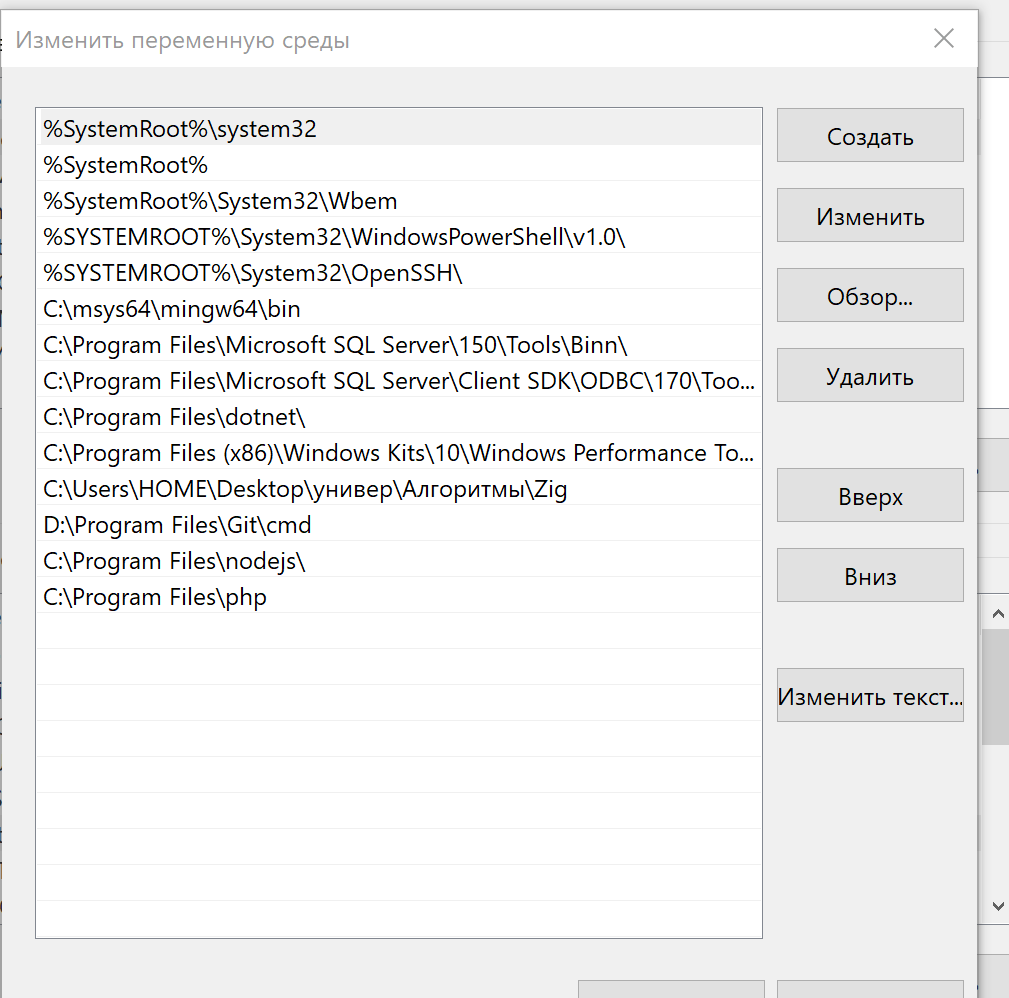 Изменить переменную среды
%SystemRoot%\system32
%SystemRoot%
%SystemRoot%\System32\Wbem
%SYSTEMROOT%\System32\WindowsPowerShell\v1.0\
%SYSTEMROOT%\System32\OpenSSH\
C:\msys64\mingw64\bin
C:\Program Files\Microsoft SQL Server\150\Tools\Binn\
C:\Program Files\Microsoft SQL Server\Client SDK\ODBC\170\Too...
C:\Program Files\dotnet\
C:\Program Files (x86)\Windows Kits\10\Windows Performance To...
C:\Users\HOME\Desktop\универ\Алгоритмы\Zig
D:\Program Files\Git\cmd
C:\Program Files\nodejs\
C:\Program Files\php
Создать
Изменить
Обзор...
Удалить
Вверх
Вниз
Изменить текст...